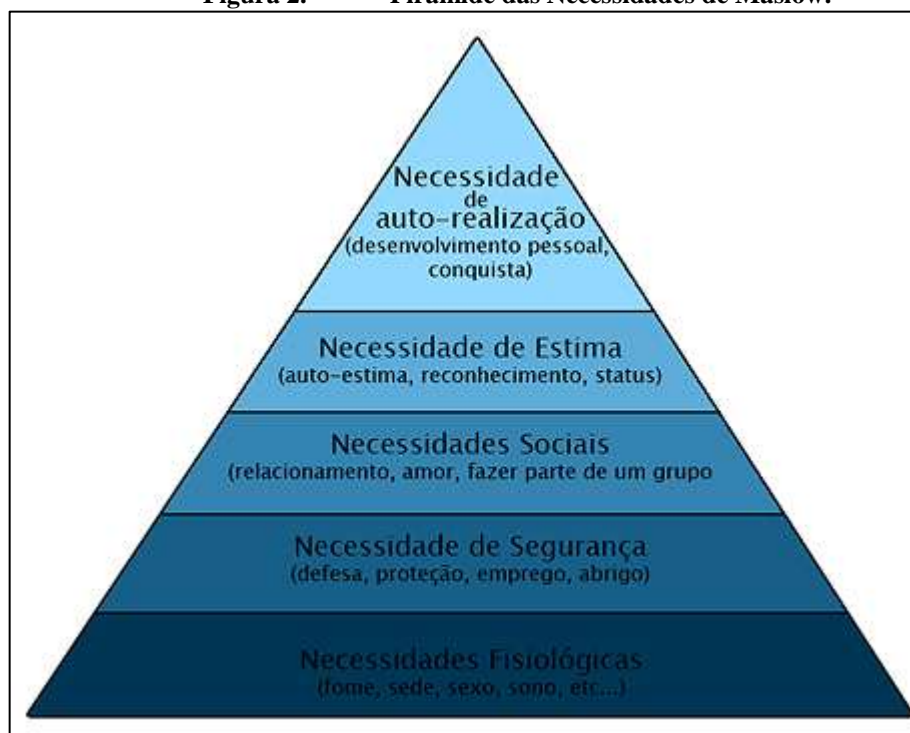 Figura 2. Pirâmide das Necessidades de Maslow.
Necessidade
de
auto-realização
(desenvolvimento pessoal,
conquista)
Necessidade de Estima
(auto-estima, reconhecimento, status)
Necessidades Sociais
(relacionamento, amor, fazer parte de um grupo
Necessidade de Segurança
(defesa, proteção, emprego, abrigo)
Necessidades Fisiológicas
(fome, sede, sexo, sono, etc...)